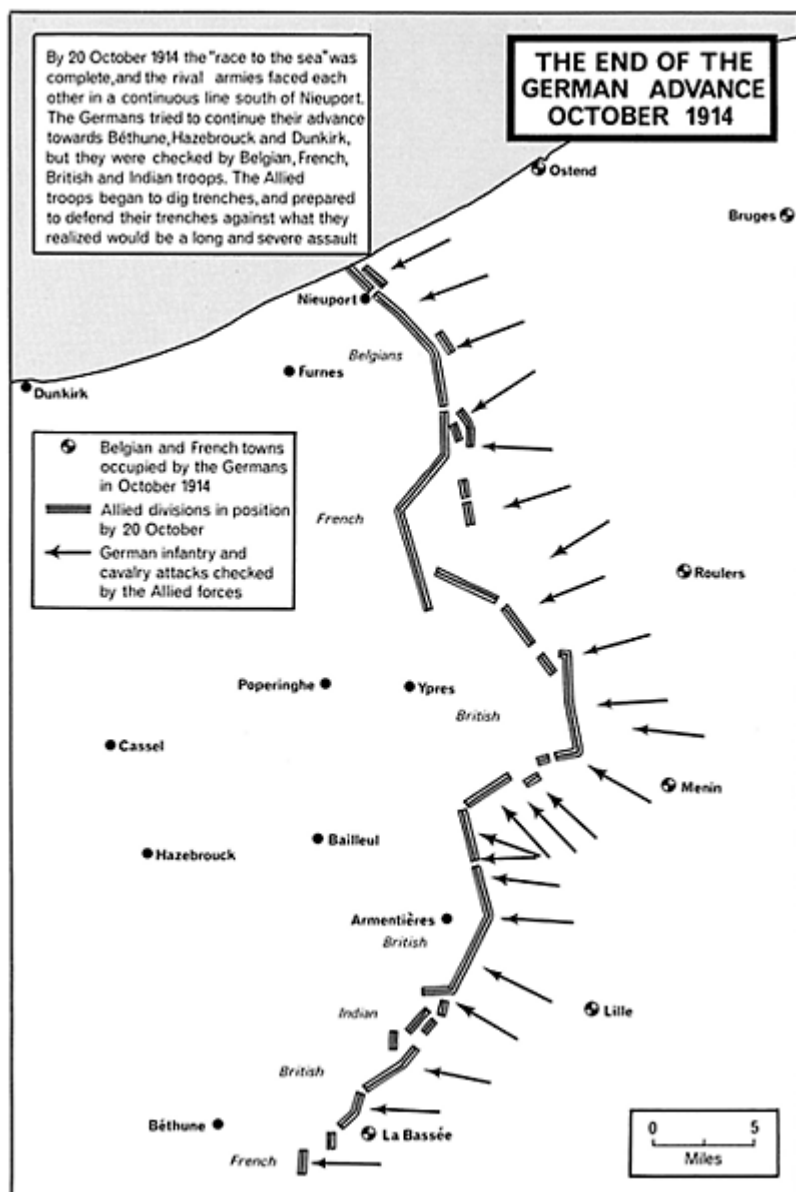 By 20 October 1914 the "race to the sea" was
complete, and the rival armies faced each
other in a continuous line south of Nieuport.
The Germans tried to continue their advance
towards Béthune, Hazebrouck and Dunkirk,
but they were checked by Belgian, French,
British and Indian troops. The Allied
troops began to dig trenches, and prepared
to defend their trenches against what they
realized would be a long and severe assault
THE END OF THE
GERMAN ADVANCE
OCTOBER 1914
Ostend
Bruges
Nieuport
Belgians
Furnes
Dunkirk
Belgian and French towns
occupied by the Germans
in October 1914
Allied divisions in position
by 20 October
German infantry and
cavalry attacks checked
by the Allied forces
French
Roulers
Poperinghe
Ypres
British
Cassel
Menin
Bailleul
Hazebrouck
Armentières
British
Indian
Lille
British
Béthune
La Bassée
French
0 5
Miles